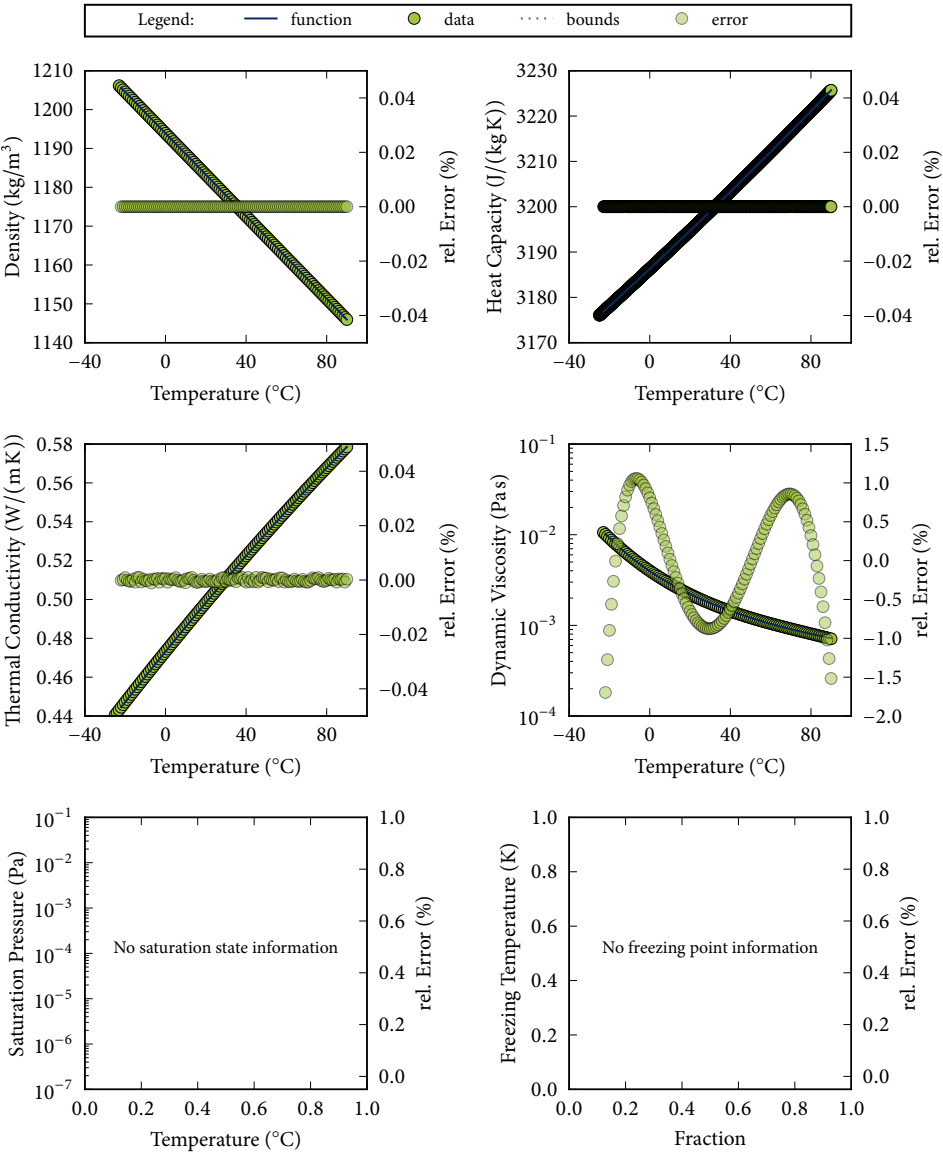 Legend: function data bounds error
1210
1200
1190
1180
1170
1160
1150
1140
Density (kg/m³)
0.04
0.02
0.00
−0.02
−0.04
rel. Error (%)
−40 0 40 80
Temperature (°C)
3230
3220
3210
3200
3190
3180
3170
Heat Capacity (J/(kg K))
0.04
0.02
0.00
−0.02
−0.04
rel. Error (%)
−40 0 40 80
Temperature (°C)
0.58
0.56
0.54
0.52
0.50
0.48
0.46
0.44
Thermal Conductivity (W/(m K))
0.04
0.02
0.00
−0.02
−0.04
rel. Error (%)
−40 0 40 80
Temperature (°C)
10⁻¹
10⁻²
10⁻³
10⁻⁴
Dynamic Viscosity (Pa s)
1.5
1.0
0.5
0.0
−0.5
−1.0
−1.5
−2.0
rel. Error (%)
−40 0 40 80
Temperature (°C)
10⁻¹
10⁻²
10⁻³
10⁻⁴
10⁻⁵
10⁻⁶
10⁻⁷
Saturation Pressure (Pa)
No saturation state information
1.0
0.8
0.6
0.4
0.2
0.0
rel. Error (%)
0.0 0.2 0.4 0.6 0.8 1.0
Temperature (°C)
1.0
0.8
0.6
0.4
0.2
0.0
Freezing Temperature (K)
No freezing point information
1.0
0.8
0.6
0.4
0.2
0.0
rel. Error (%)
0.0 0.2 0.4 0.6 0.8 1.0
Fraction